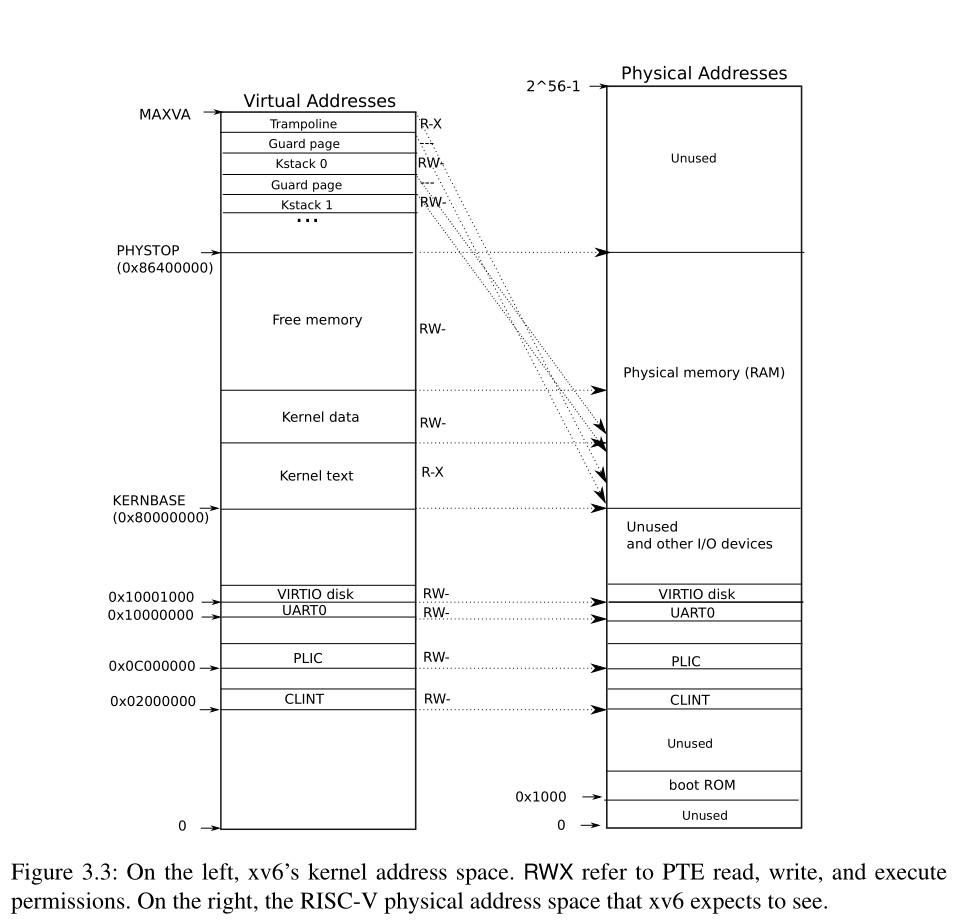 Physical Addresses
2^56-1
Virtual Addresses
MAXVA
Trampoline
R-X
Guard page
---
Unused
Kstack 0
RW-
Guard page
---
Kstack 1
RW-
...
PHYSTOP
(0x86400000)
Free memory
RW-
Physical memory (RAM)
Kernel data
RW-
Kernel text
R-X
KERNBASE
(0x80000000)
Unused
and other I/O devices
0x10001000
VIRTIO disk
RW-
VIRTIO disk
0x10000000
UART0
RW-
UART0
0x0C000000
PLIC
RW-
PLIC
0x02000000
CLINT
RW-
CLINT
Unused
boot ROM
0x1000
Unused
0
0
Figure 3.3: On the left, xv6's kernel address space. RWX refer to PTE read, write, and execute
permissions. On the right, the RISC-V physical address space that xv6 expects to see.